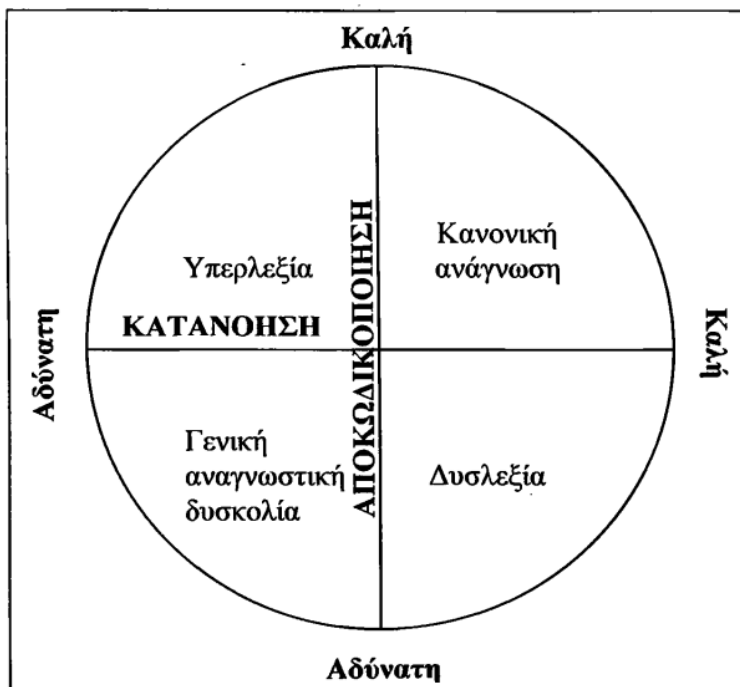 Καλή
Υπερλεξία
Κανονική
ανάγνωση
ΚΑΤΑΝΟΗΣΗ
ΑΠΟΚΩΔΙΚΟΠΟΙΗΣΗ
Αδύνατη
Καλή
Γενική
αναγνωστική
δυσκολία
Δυσλεξία
Αδύνατη